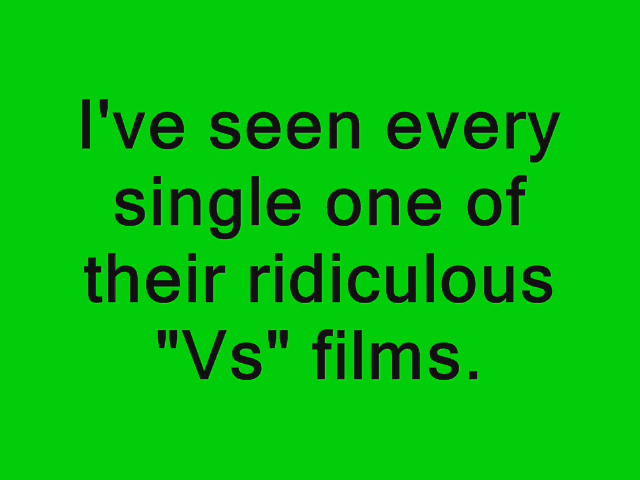 I've seen every
single one of
their ridiculous
"Vs" films.